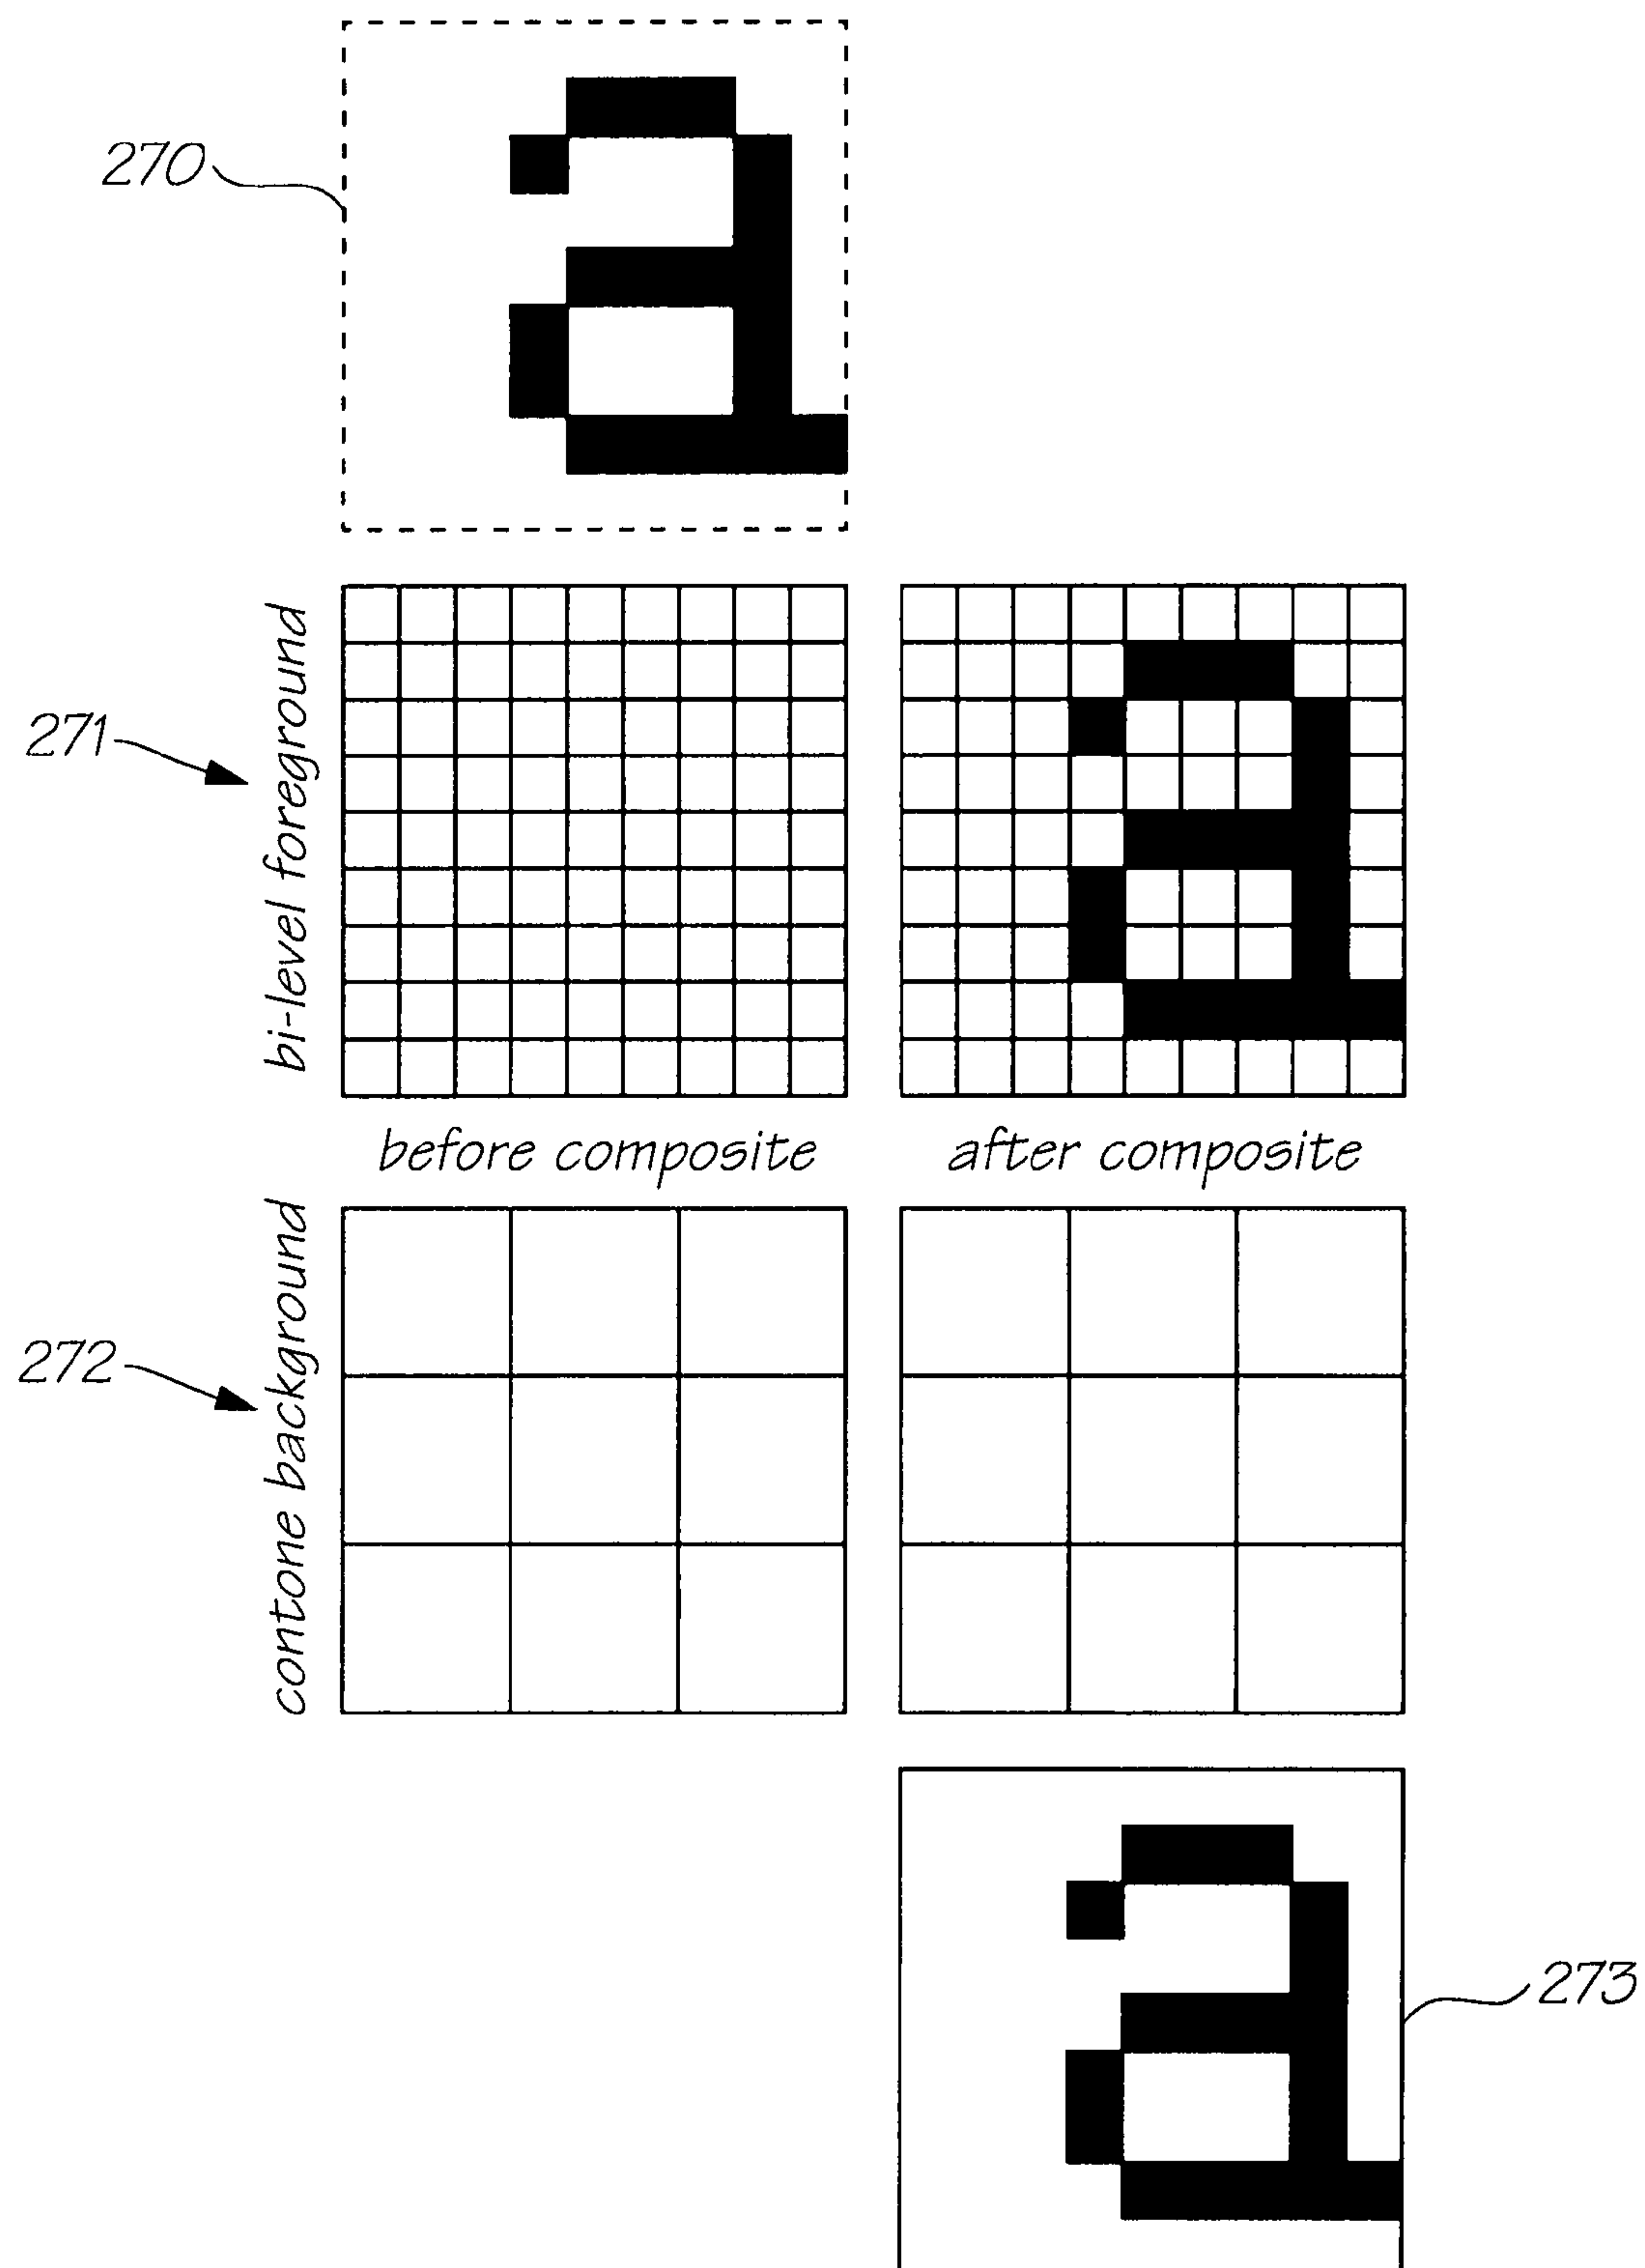 270
a
271
bi-level foreground
a
before composite
after composite
272
contone background
a
273